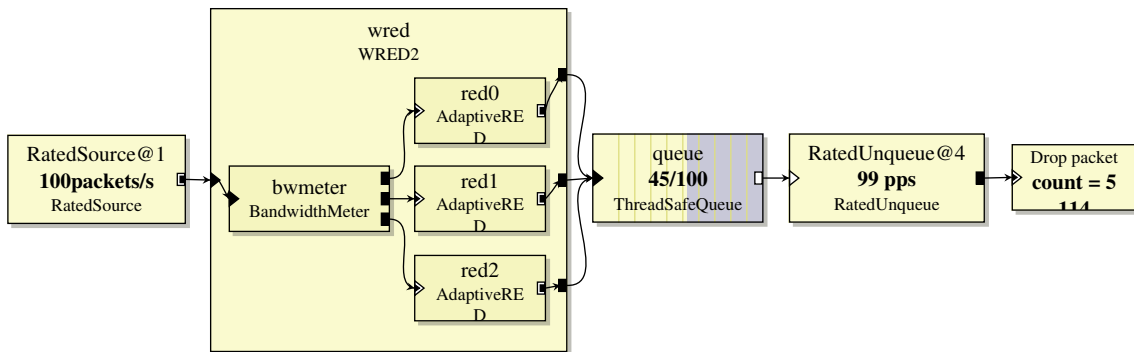 wred
WRED2
RatedSource@1
100packets/s
RatedSource
bwmeter
BandwidthMeter
red0
AdaptiveRE
D
red1
AdaptiveRE
D
red2
AdaptiveRE
D
queue
45/100
ThreadSafeQueue
RatedUnqueue@4
99 pps
RatedUnqueue
Drop packet
count = 5
114